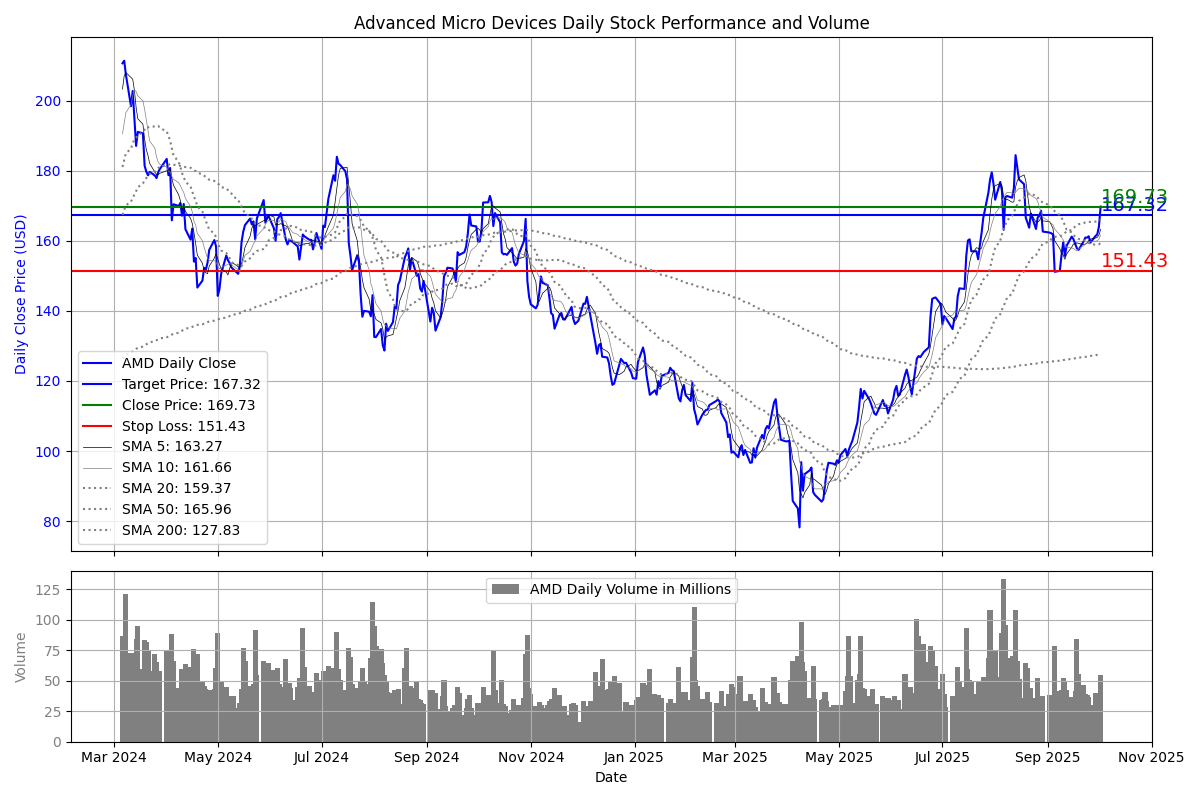 Advanced Micro Devices Daily Stock Performance and Volume
Daily Close Price (USD)
200
180
160
140
120
100
80
169.73
167.32
151.43
AMD Daily Close
Target Price: 167.32
Close Price: 169.73
Stop Loss: 151.43
SMA 5: 163.27
SMA 10: 161.66
SMA 20: 159.37
SMA 50: 165.96
SMA 200: 127.83
AMD Daily Volume in Millions
Volume
125
100
75
50
25
0
Mar 2024 May 2024 Jul 2024 Sep 2024 Nov 2024 Jan 2025 Mar 2025 May 2025 Jul 2025 Sep 2025 Nov 2025
Date